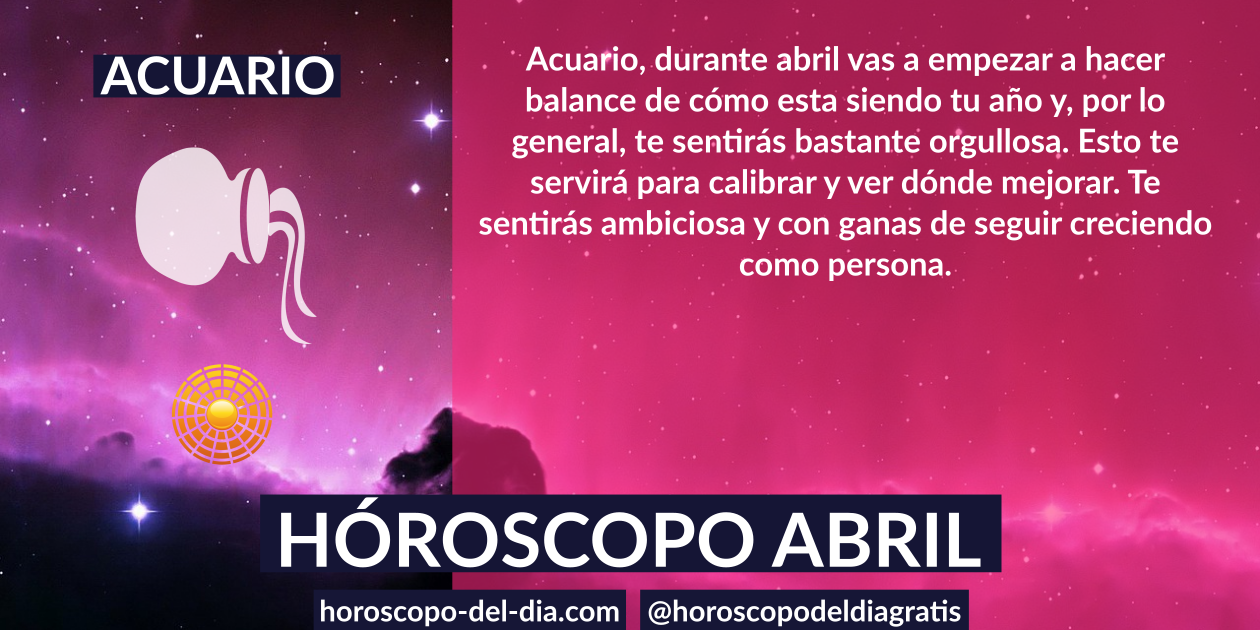 ACUARIO
Acuario, durante abril vas a empezar a hacer
balance de cómo esta siendo tu año y, por lo
general, te sentirás bastante orgullosa. Esto te
servirá para calibrar y ver dónde mejorar. Te
sentirás ambiciosa y con ganas de seguir creciendo
como persona.
HÓROSCOPO ABRIL
horoscopo-del-dia.com
@horoscopodeldiagratis